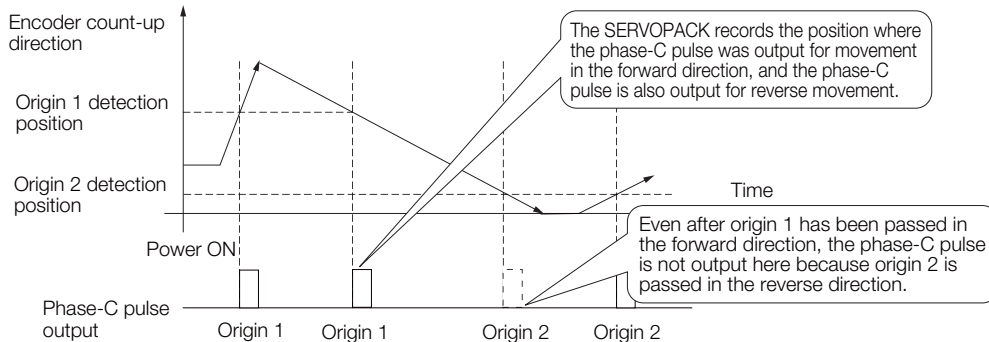 Encoder count-up
direction
The SERVOPACK records the position where
the phase-C pulse was output for movement
in the forward direction, and the phase-C
pulse is also output for reverse movement.
Origin 1 detection
position
Origin 2 detection
position
Time
Power ON
Even after origin 1 has been passed in
the forward direction, the phase-C pulse
is not output here because origin 2 is
passed in the reverse direction.
Phase-C pulse
output
Origin 1
Origin 1
Origin 2
Origin 2